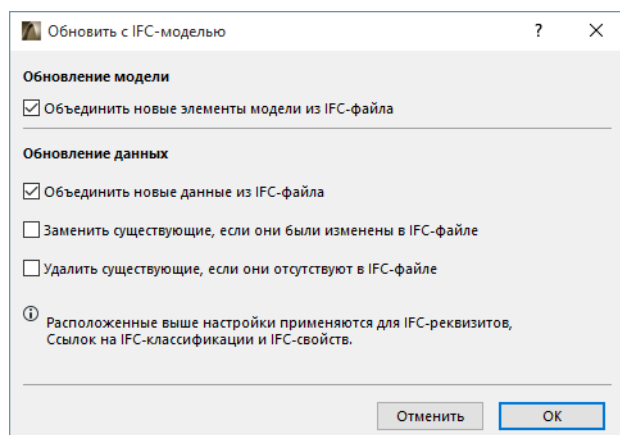 Обновить с IFC-моделью
?
Обновление модели
Объединить новые элементы модели из IFC-файла
Обновление данных
Объединить новые данные из IFC-файла
Заменить существующие, если они были изменены в IFC-файле
Удалить существующие, если они отсутствуют в IFC-файле
Расположенные выше настройки применяются для IFC-реквизитов,
Ссылок на IFC-классификации и IFC-свойств.
Отменить
OK